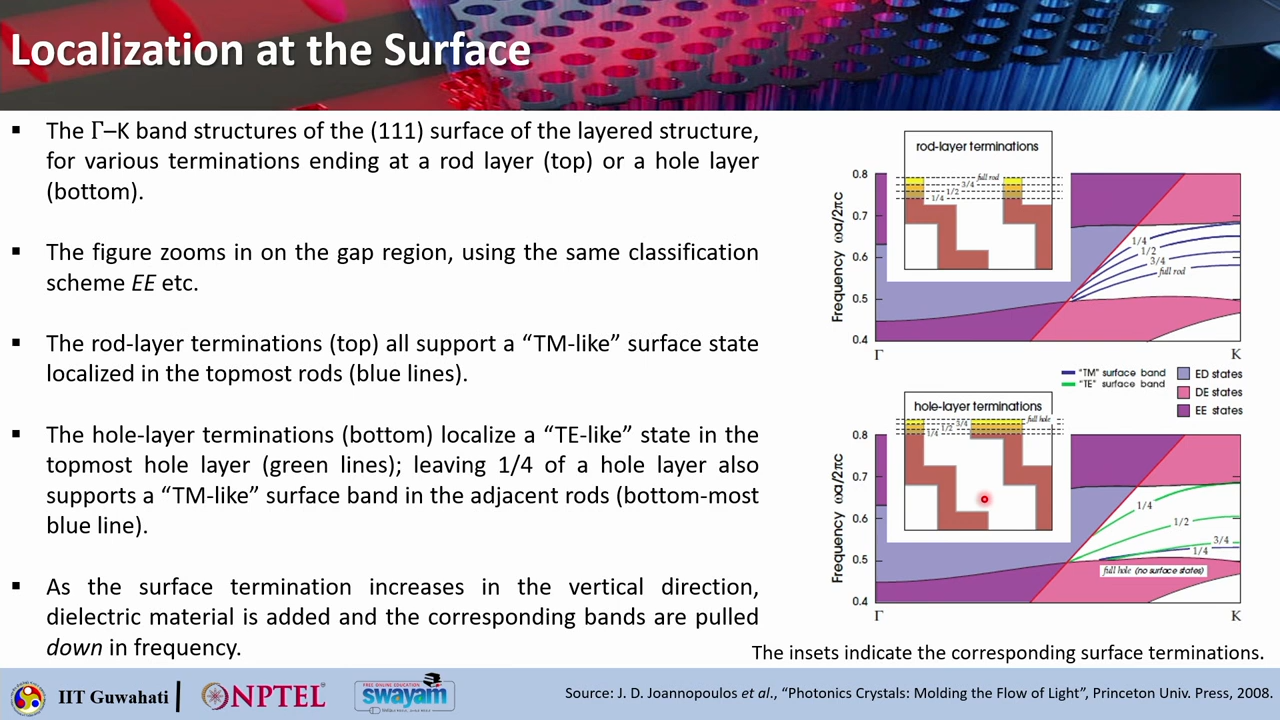 Localization at the Surface
▪ The Γ–K band structures of the (111) surface of the layered structure,
for various terminations ending at a rod layer (top) or a hole layer
(bottom).
▪ The figure zooms in on the gap region, using the same classification
scheme EE etc.
▪ The rod-layer terminations (top) all support a “TM-like” surface state
localized in the topmost rods (blue lines).
▪ The hole-layer terminations (bottom) localize a “TE-like” state in the
topmost hole layer (green lines); leaving 1/4 of a hole layer also
supports a “TM-like” surface band in the adjacent rods (bottom-most
blue line).
▪ As the surface termination increases in the vertical direction,
dielectric material is added and the corresponding bands are pulled
down in frequency.
rod-layer terminations
full rod
3/4
1/2
1/4
Frequency ωa/2πc
0.8
0.7
0.6
0.5
0.4
1/4
1/2
3/4
full rod
Γ
K
"TM" surface band
"TE" surface band
ED states
DE states
EE states
hole-layer terminations
full hole
3/4
1/2
1/4
Frequency ωa/2πc
0.8
0.7
0.6
0.5
0.4
1/4
1/2
3/4
1/4
full hole (no surface states)
Γ
K
The insets indicate the corresponding surface terminations.
IIT Guwahati
NPTEL
FREE ONLINE EDUCATION
swayam
Source: J. D. Joannopoulos et al., “Photonics Crystals: Molding the Flow of Light”, Princeton Univ. Press, 2008.